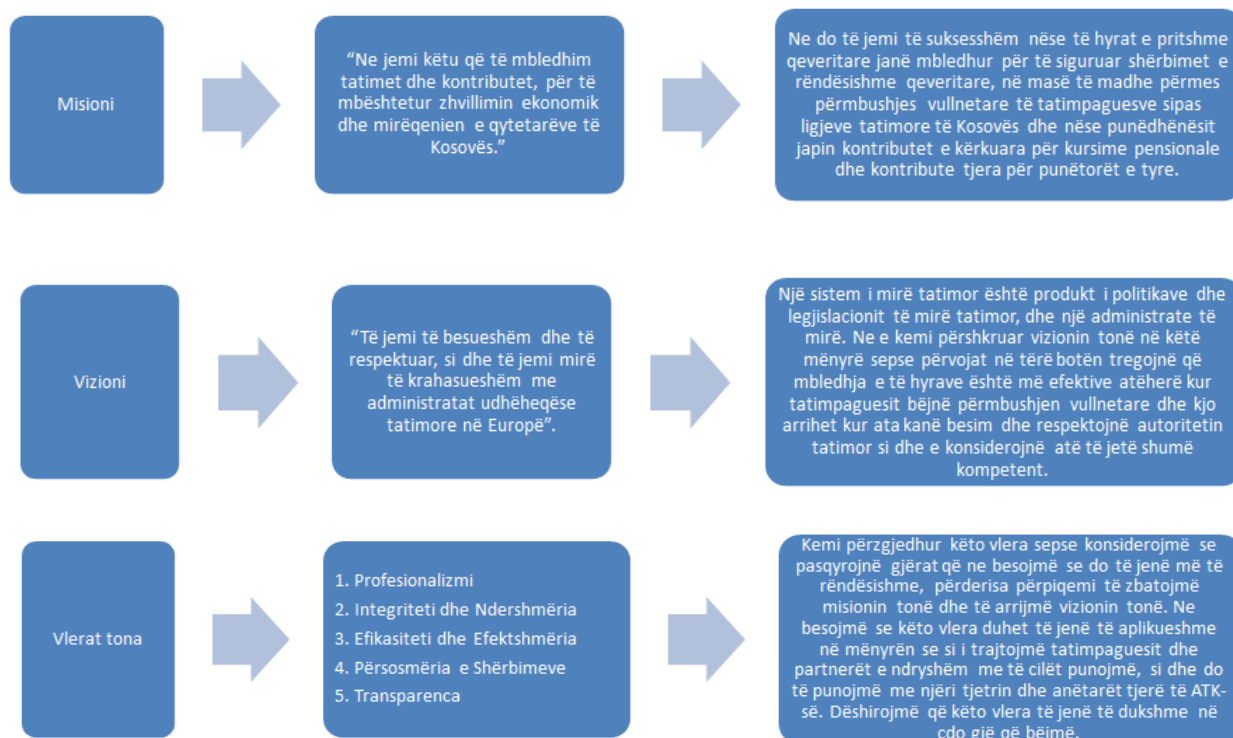 Misioni
“Ne jemi këtu që të mbledhim
tatimet dhe kontributet, për të
mbështetur zhvillimin ekonomik
dhe mirëqenien e qytetarëve të
Kosovës.”
Ne do të jemi të suksesshëm nëse të hyrat e pritshme
qeveritare janë mbledhur për të siguruar shërbimet e
rëndësishme qeveritare, në masë të madhe përmes
përmbushjes vullnetare të tatimpaguesve sipas
ligjeve tatimore të Kosovës dhe nëse punëdhënësit
japin kontributet e kërkuara për kursime pensionale
dhe kontribute tjera për punëtorët e tyre.
Vizioni
“Të jemi të besueshëm dhe të
respektuar, si dhe të jemi mirë
të krahasueshëm me
administratat udhëheqëse
tatimore në Europë”.
Një sistem i mirë tatimor është produkt i politikave dhe
legjislacionit të mirë tatimor, dhe një administrate të
mirë. Ne e kemi përshkruar vizionin tonë në këtë
mënyrë sepse përvojat në tërë botën tregojnë që
mbledhja e të hyrave është më efektive atëherë kur
tatimpaguesit bëjnë përmbushjen vullnetare dhe kjo
arrihet kur ata kanë besim dhe respektojnë autoritetin
tatimor si dhe e konsiderojnë atë të jetë shumë
kompetent.
Vlerat tona
1. Profesionalizmi
2. Integriteti dhe Ndershmëria
3. Efikasiteti dhe Efektshmëria
4. Përsosmëria e Shërbimeve
5. Transparenca
Kemi përzgjedhur këto vlera sepse konsiderojmë se
pasqyrojnë gjërat që ne besojmë se do të jenë më të
rëndësishme, përderisa përpiqemi të zbatojmë
misionin tonë dhe të arrijmë vizionin tonë. Ne
besojmë se këto vlera duhet të jenë të aplikueshme
në mënyrën se si i trajtojmë tatimpaguesit dhe
partnerët e ndryshëm me të cilët punojmë, si dhe do
të punojmë me njëri tjetrin dhe anëtarët tjerë të ATK-
së. Dëshirojmë që këto vlera të jenë të dukshme në
cdo gjë që bëjmë.